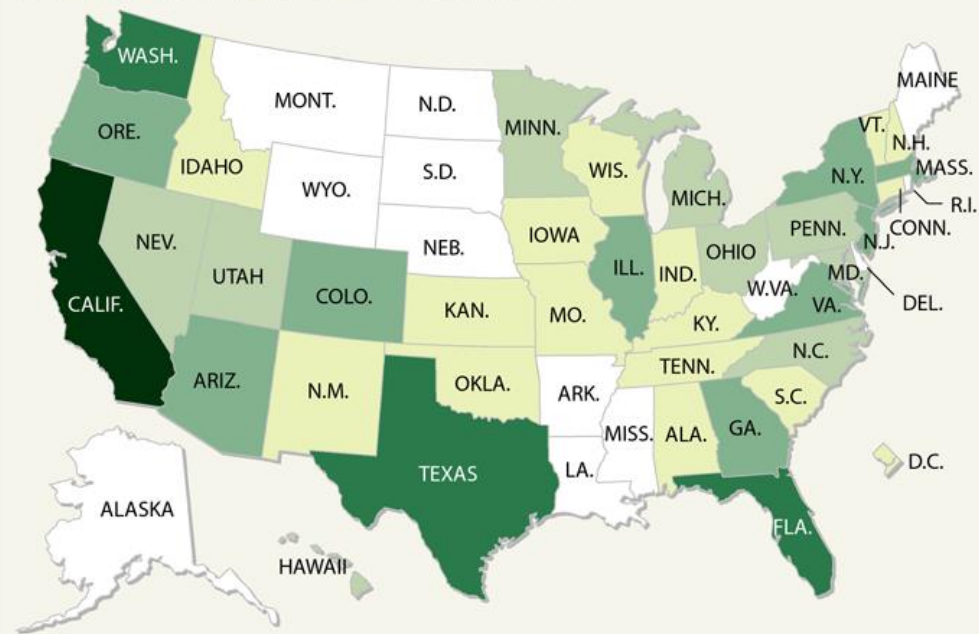 WASH.
MONT.
N.D.
MINN.
MAINE
VT.
N.H.
ORE.
IDAHO
WYO.
S.D.
WIS.
MICH.
N.Y.
MASS.
R.I.
CONN.
NEV.
UTAH
COLO.
NEB.
IOWA
ILL.
IND.
OHIO
PENN.
N.J.
MD.
DEL.
W.VA.
VA.
CALIF.
KAN.
MO.
KY.
N.C.
ARIZ.
N.M.
OKLA.
ARK.
TENN.
S.C.
MISS.
ALA.
GA.
D.C.
TEXAS
LA.
FLA.
ALASKA
HAWAII